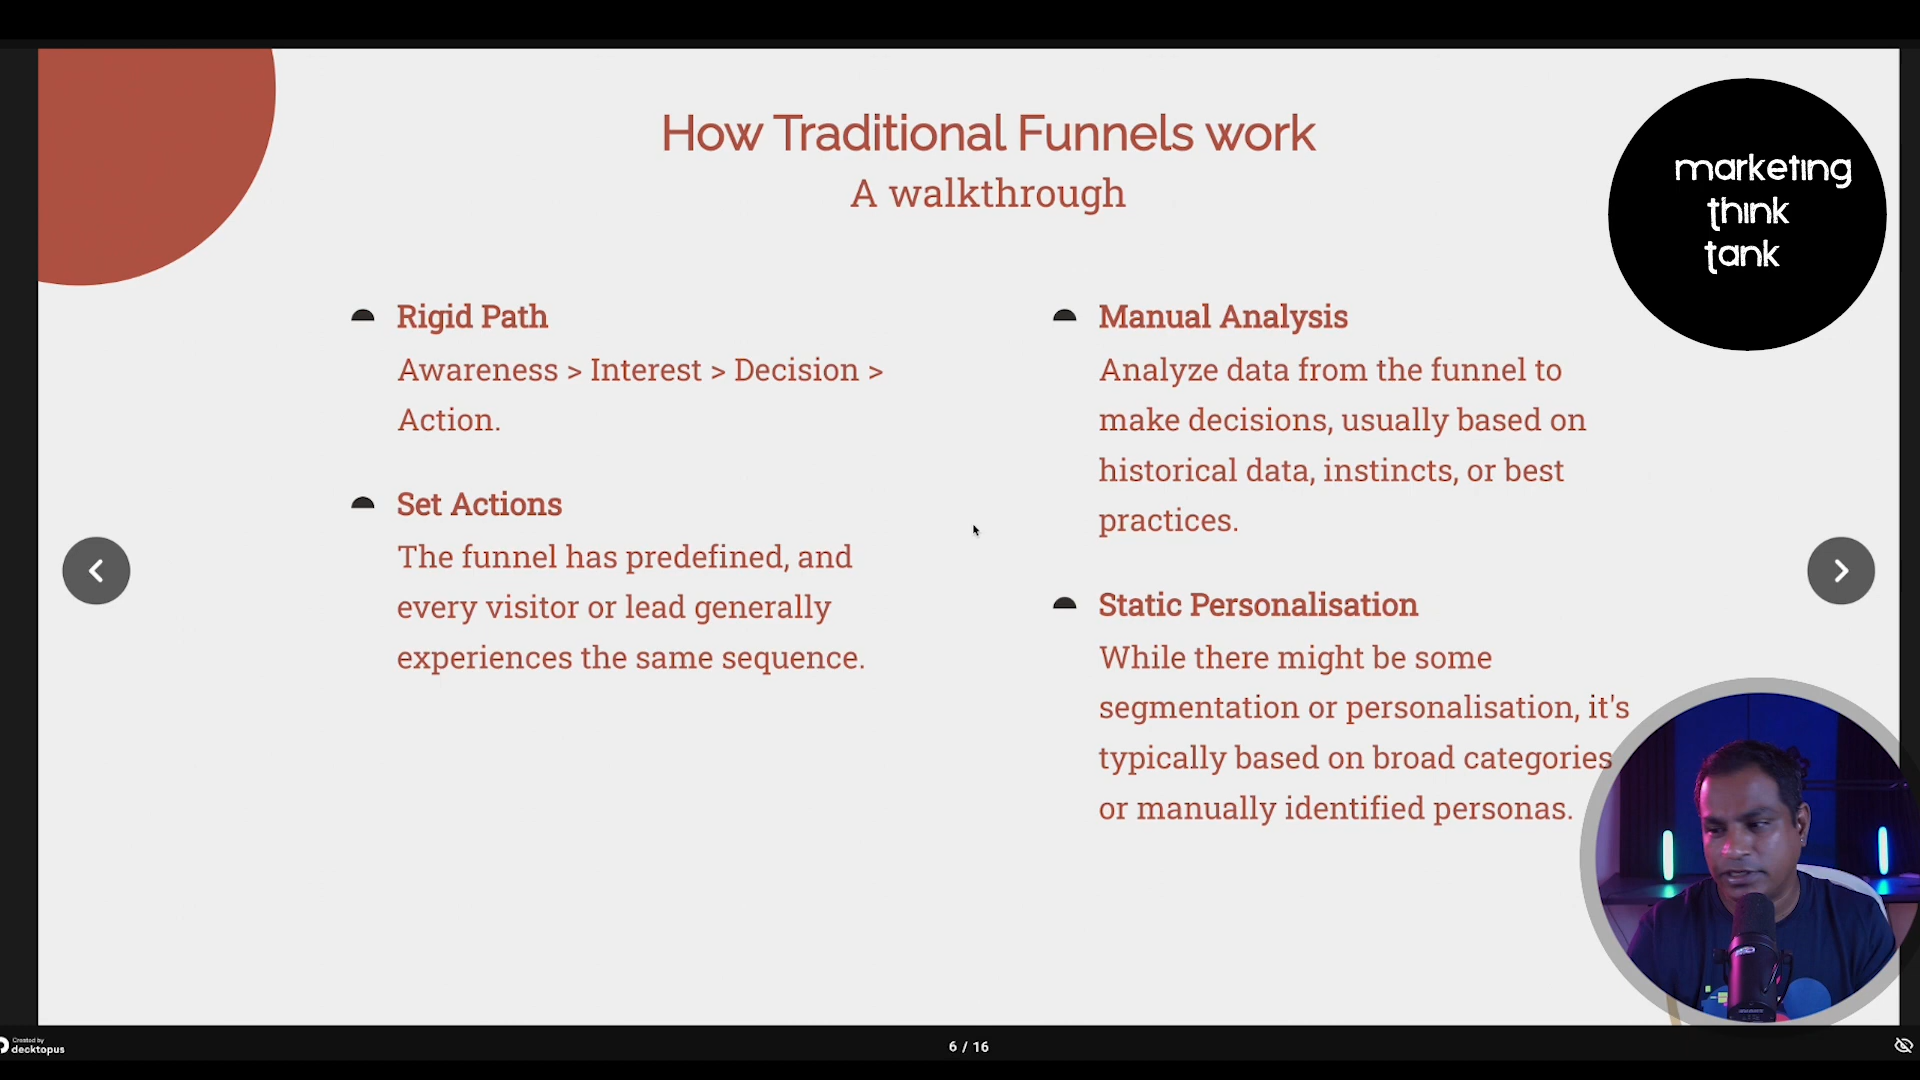 How Traditional Funnels work
A walkthrough
marketing
think
tank
Rigid Path
Awareness > Interest > Decision >
Action.
Set Actions
The funnel has predefined, and
every visitor or lead generally
experiences the same sequence.
Manual Analysis
Analyze data from the funnel to
make decisions, usually based on
historical data, instincts, or best
practices.
Static Personalisation
While there might be some
segmentation or personalisation, it's
typically based on broad categories
or manually identified personas.
Created by
decktopus
6 / 16